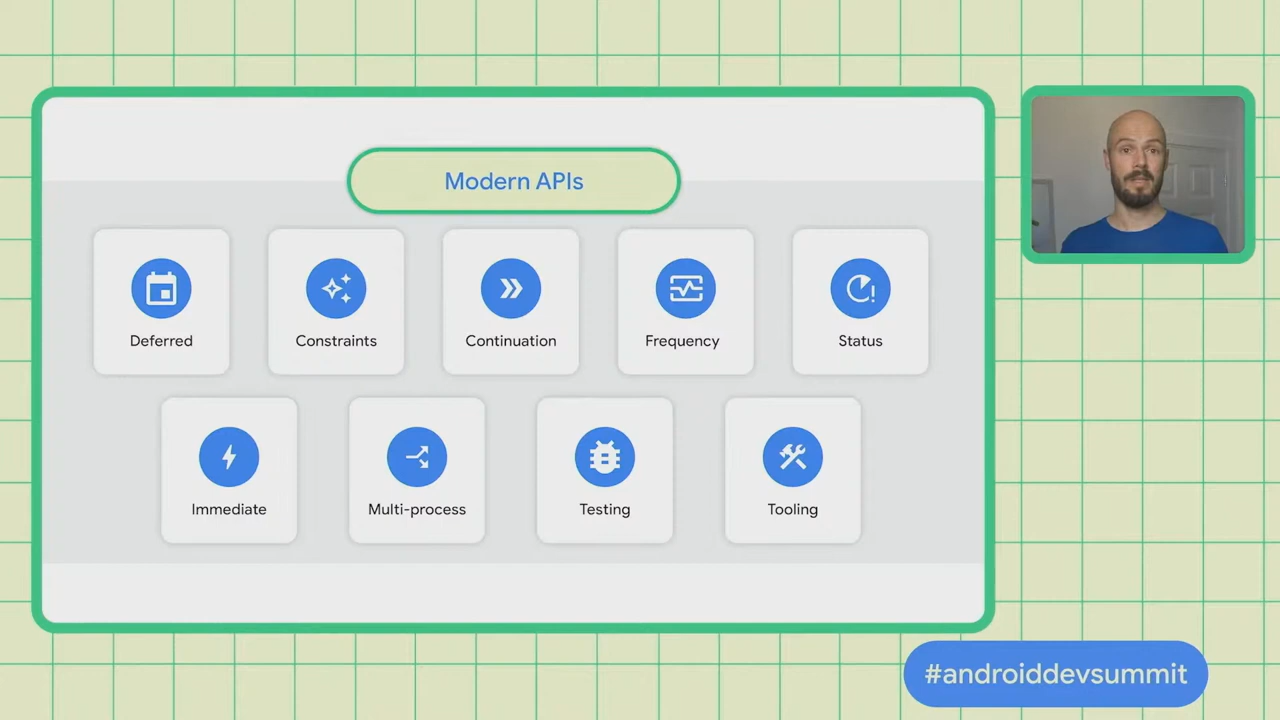 Modern APIs
Deferred
Constraints
Continuation
Frequency
Status
Immediate
Multi-process
Testing
Tooling
#androiddevsummit